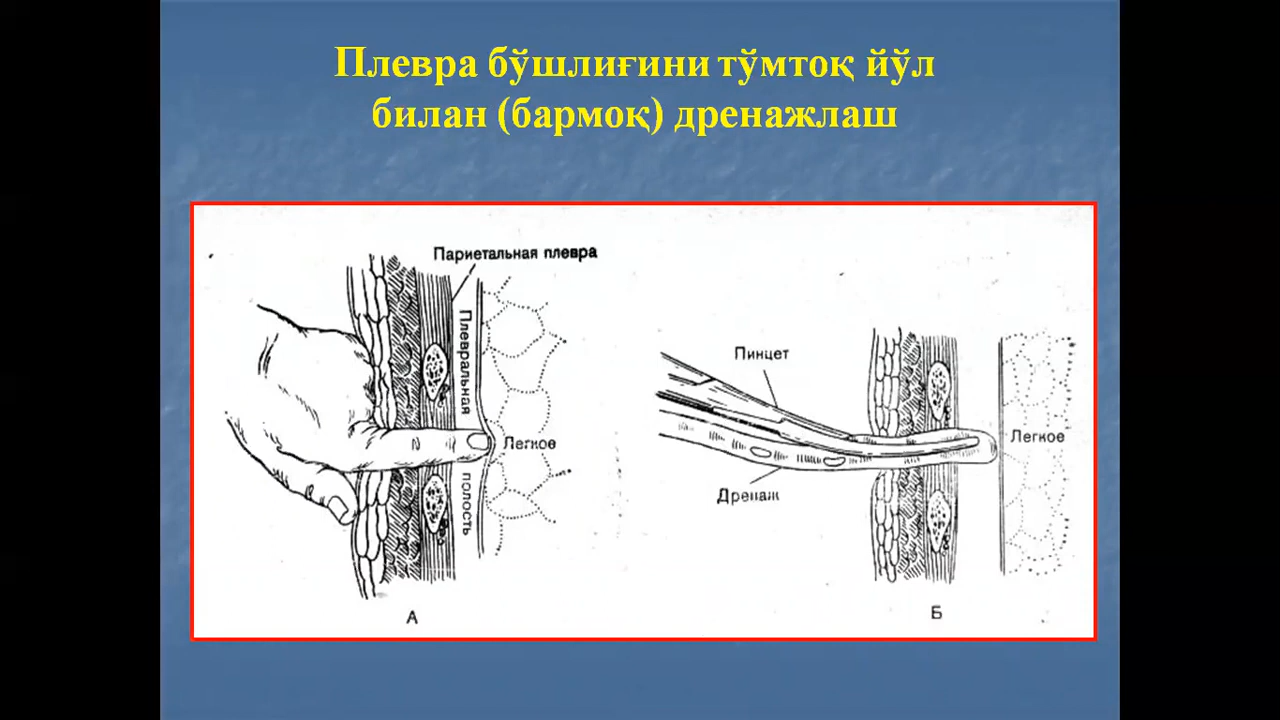 Плевра бўшлиғини тўмтоқ йўл
билан (бармоқ) дренажлаш
Париетальная плевра
Плевральная полость
Легкое
А
Пинцет
Легкое
Дренаж
Б